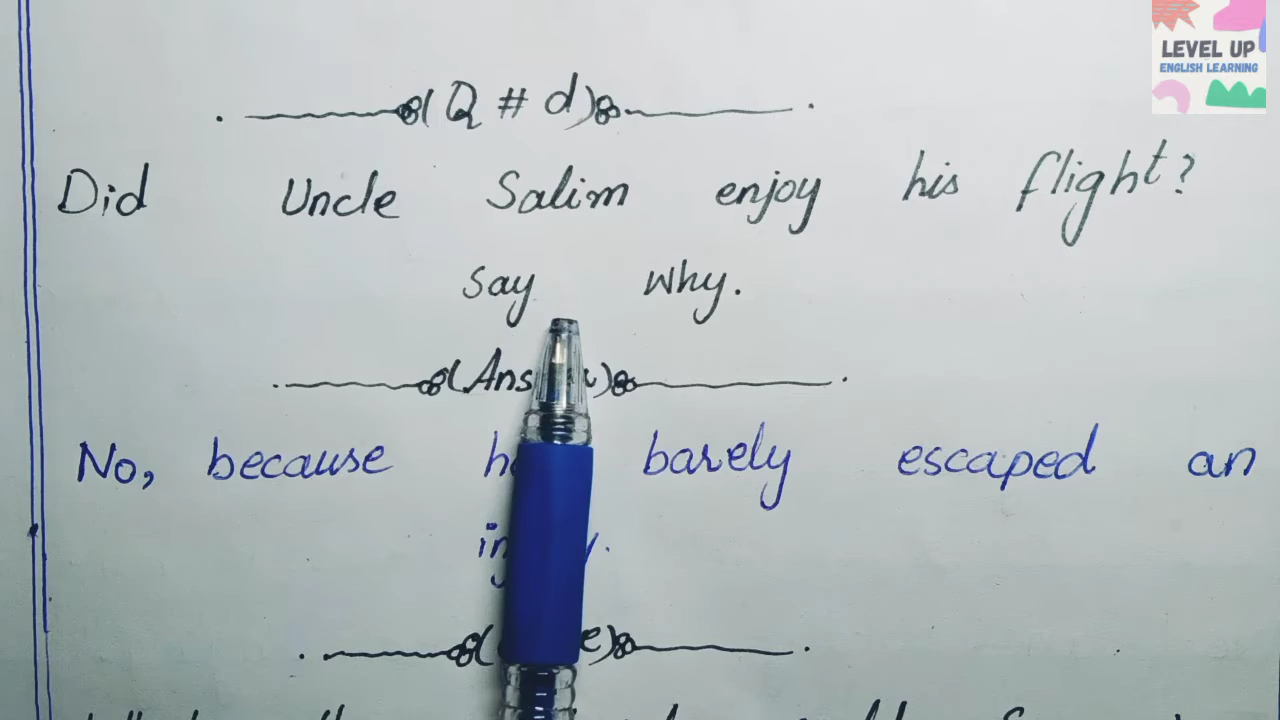 LEVEL UP
ENGLISH LEARNING
(Q # d)
Did Uncle Salim enjoy his flight?
Say why.
No, because barely escaped an